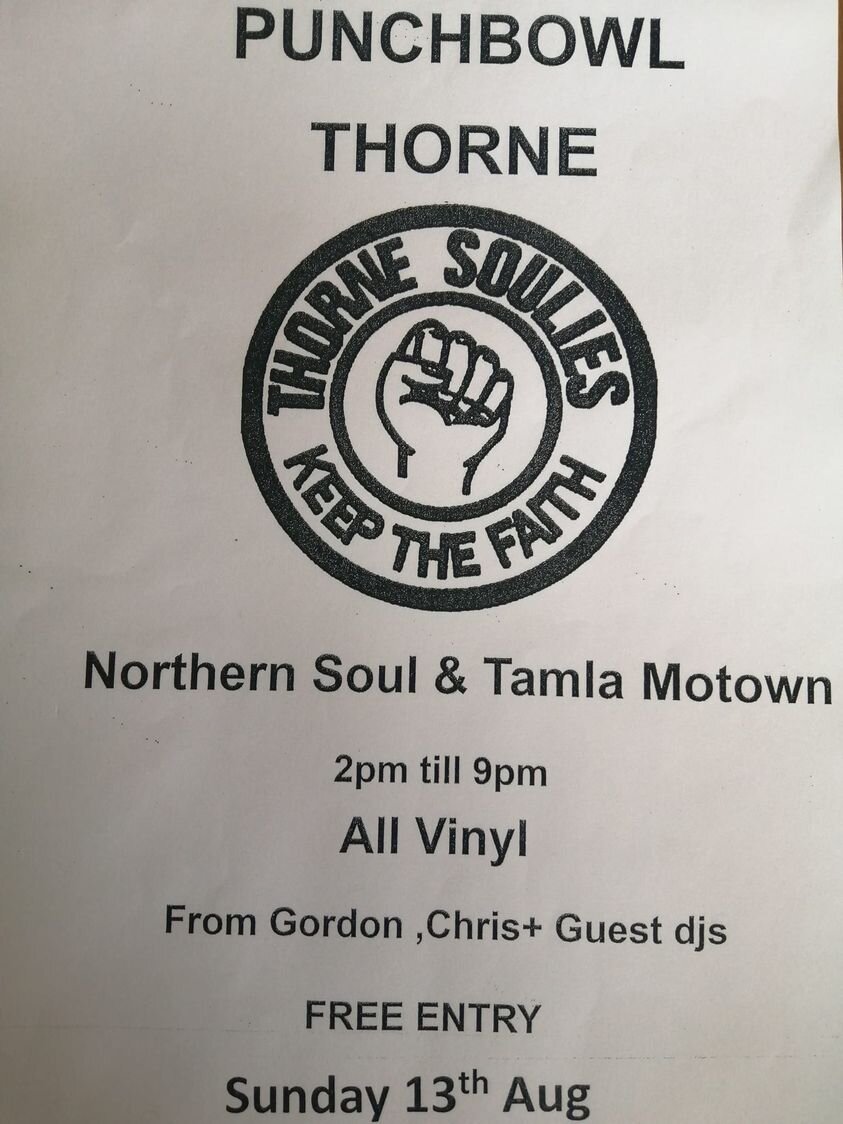 PUNCHBOWL
THORNE
THORNE SOULIES
KEEP THE FAITH
Northern Soul & Tamla Motown
2pm till 9pm
All Vinyl
From Gordon ,Chris+ Guest djs
FREE ENTRY
Sunday 13th Aug